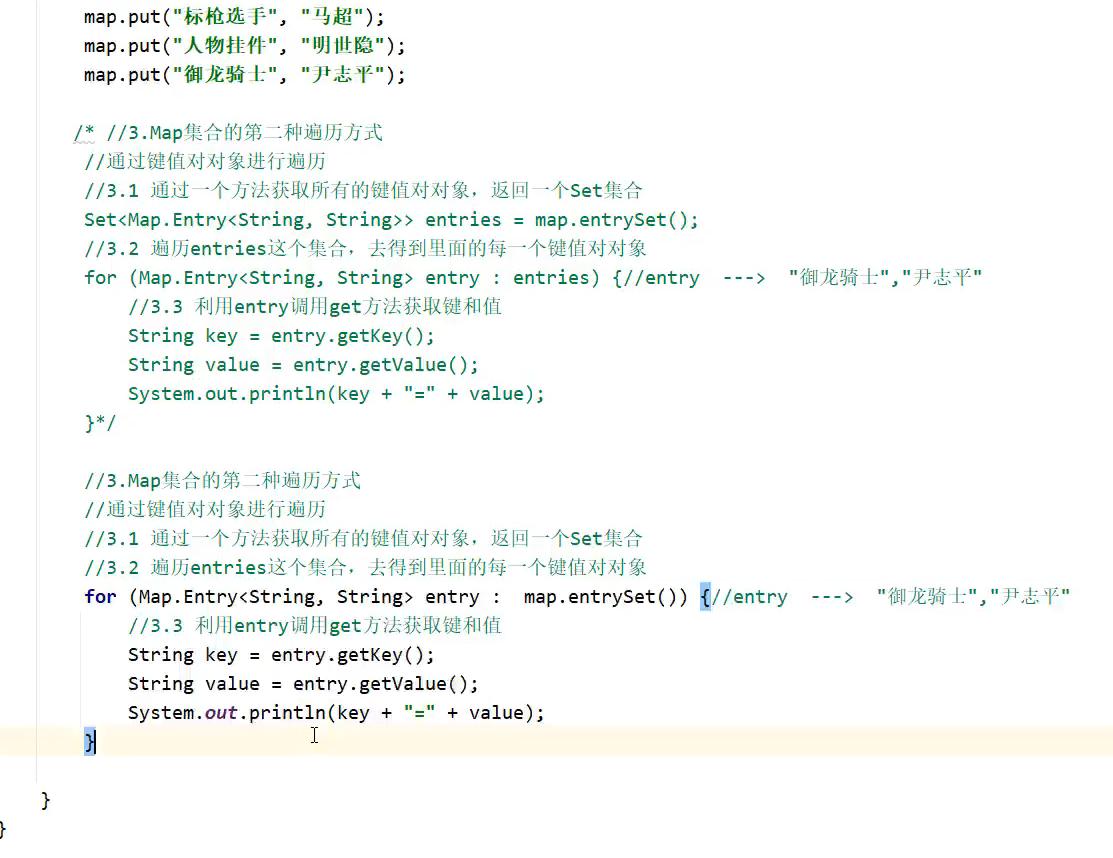 map.put("标枪选手", "马超");
map.put("人物挂件", "明世隐");
map.put("御龙骑士", "尹志平");
/* //3.Map集合的第二种遍历方式
//通过键值对对象进行遍历
//3.1 通过一个方法获取所有的键值对对象，返回一个Set集合
Set<Map.Entry<String, String>> entries = map.entrySet();
//3.2 遍历entries这个集合，去得到里面的每一个键值对对象
for (Map.Entry<String, String> entry : entries) {//entry  --->  "御龙骑士","尹志平"
//3.3 利用entry调用get方法获取键和值
String key = entry.getKey();
String value = entry.getValue();
System.out.println(key + "=" + value);
}*/
//3.Map集合的第二种遍历方式
//通过键值对对象进行遍历
//3.1 通过一个方法获取所有的键值对对象，返回一个Set集合
//3.2 遍历entries这个集合，去得到里面的每一个键值对对象
for (Map.Entry<String, String> entry :  map.entrySet()) {//entry  --->  "御龙骑士","尹志平"
//3.3 利用entry调用get方法获取键和值
String key = entry.getKey();
String value = entry.getValue();
System.out.println(key + "=" + value);
}
}
}